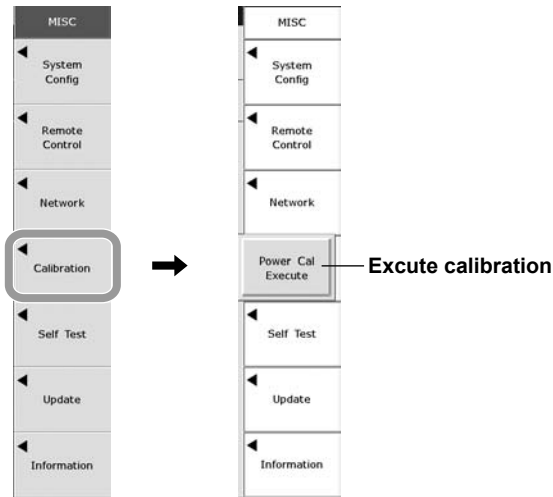 MISC
System
Config
Remote
Control
Network
Calibration
Self Test
Update
Information
MISC
System
Config
Remote
Control
Network
Power Cal
Execute
Excute calibration
Self Test
Update
Information